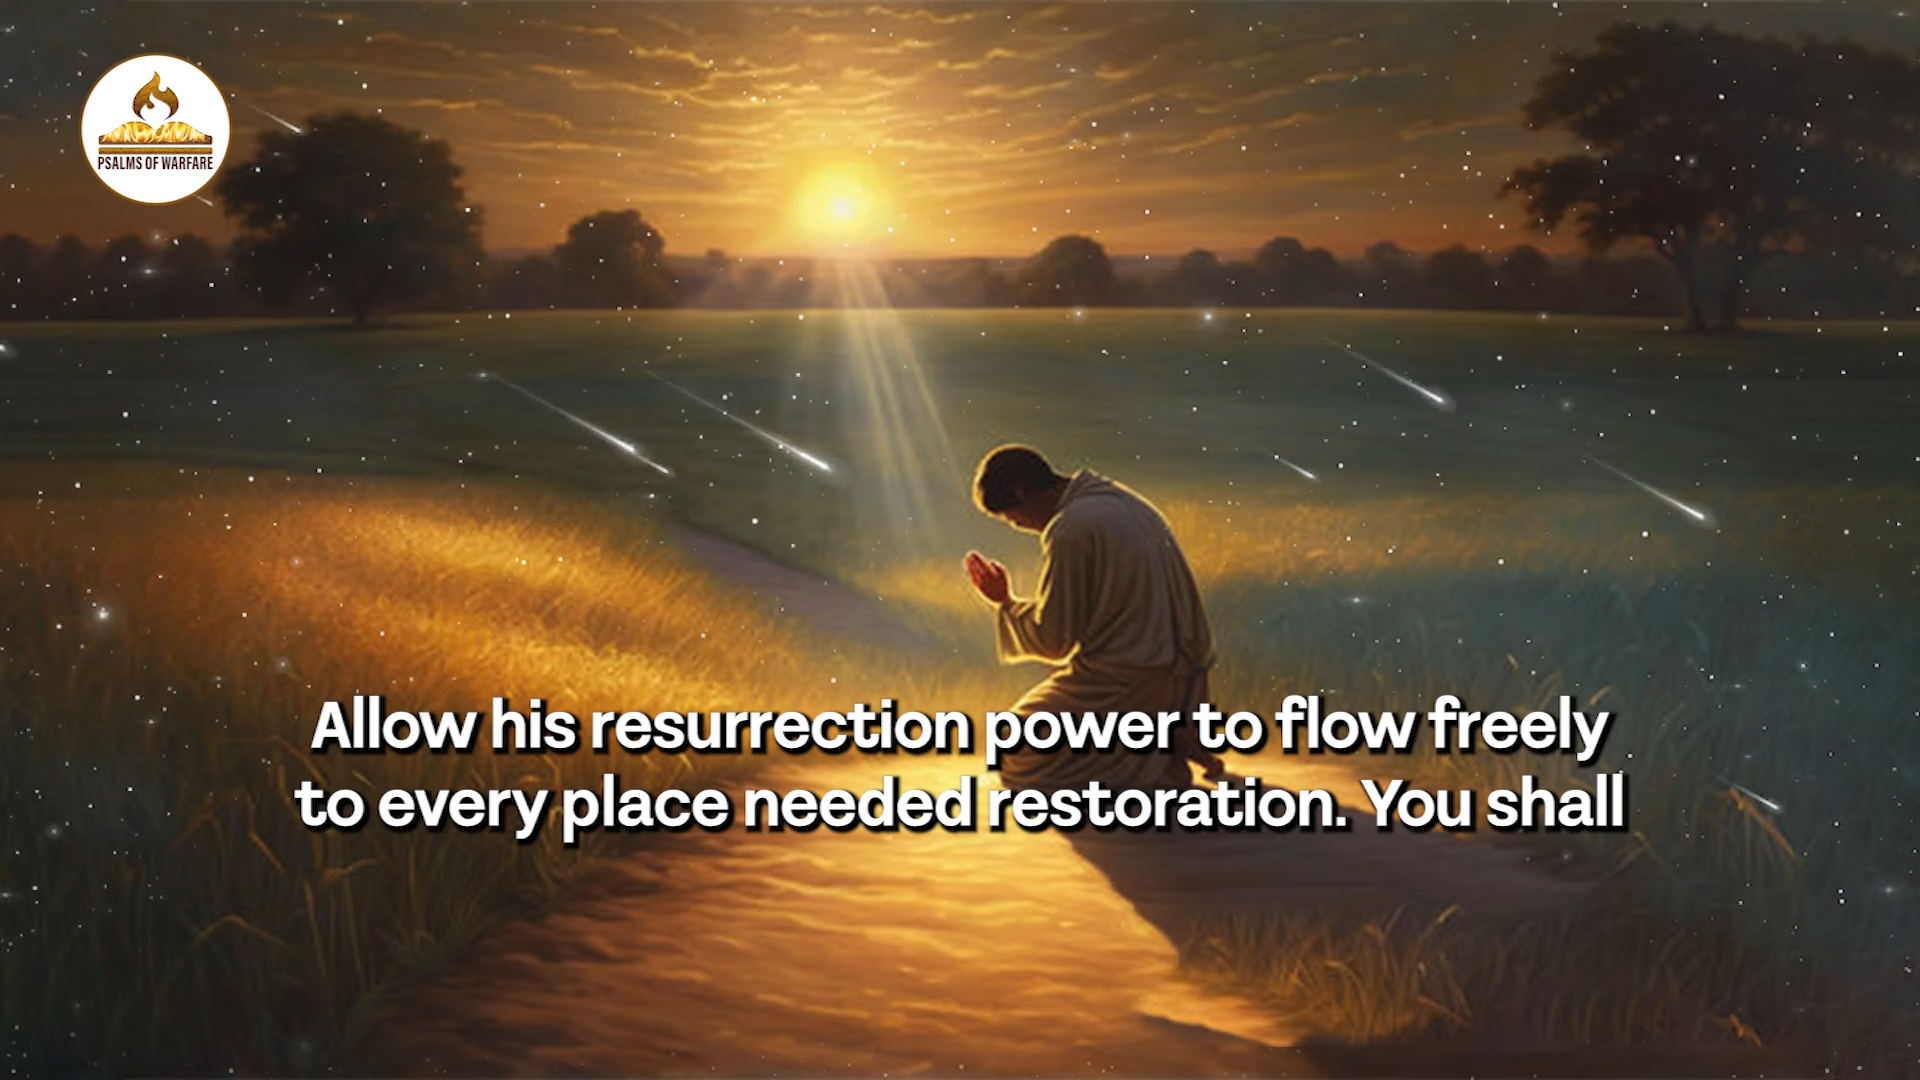 PSALMS OF WARFARE
Allow his resurrection power to flow freely
to every place needed restoration. You shall